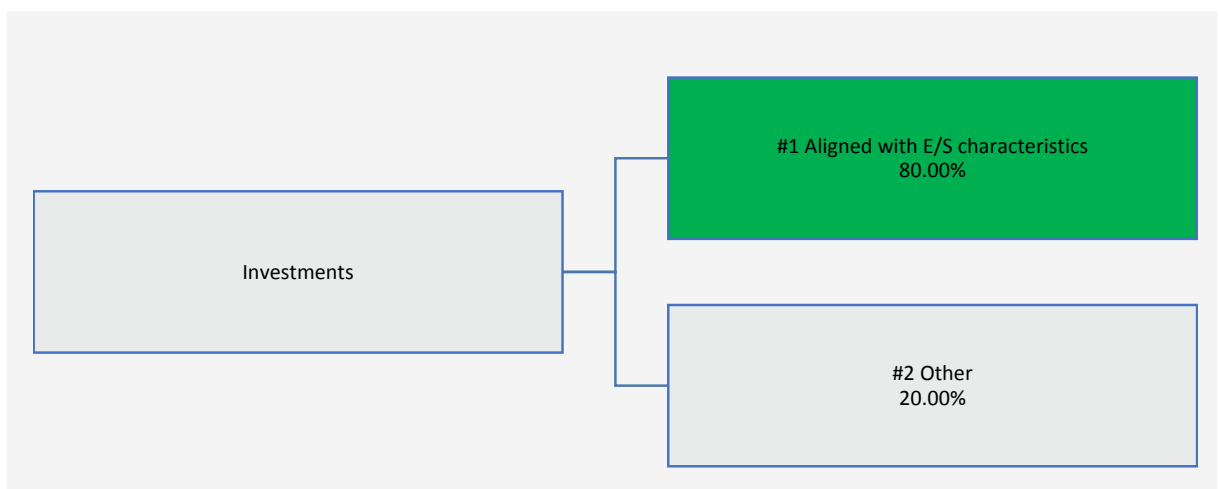 #1 Aligned with E/S characteristics
80.00%
Investments
#2 Other
20.00%